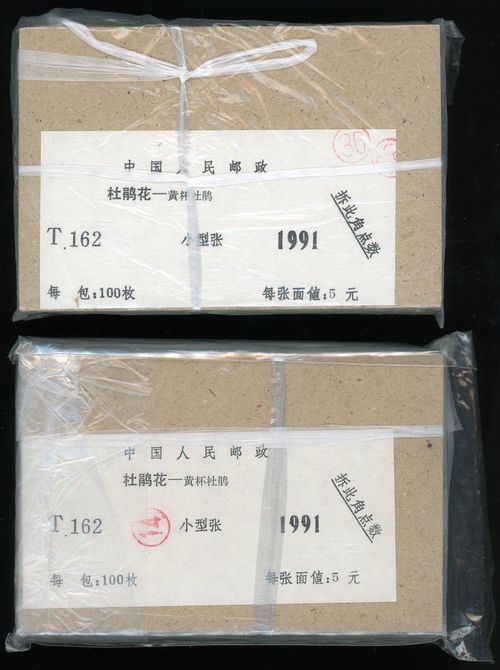 36
中国人民邮政
杜鹃花—黄杯杜鹃
拆此角点数
T.162 小型张 1991
每 包:100枚 每张面值:5 元
中国人民邮政
杜鹃花—黄杯杜鹃
拆此角点数
T.162 14 小型张 1991
每 包:100枚 每张面值:5 元